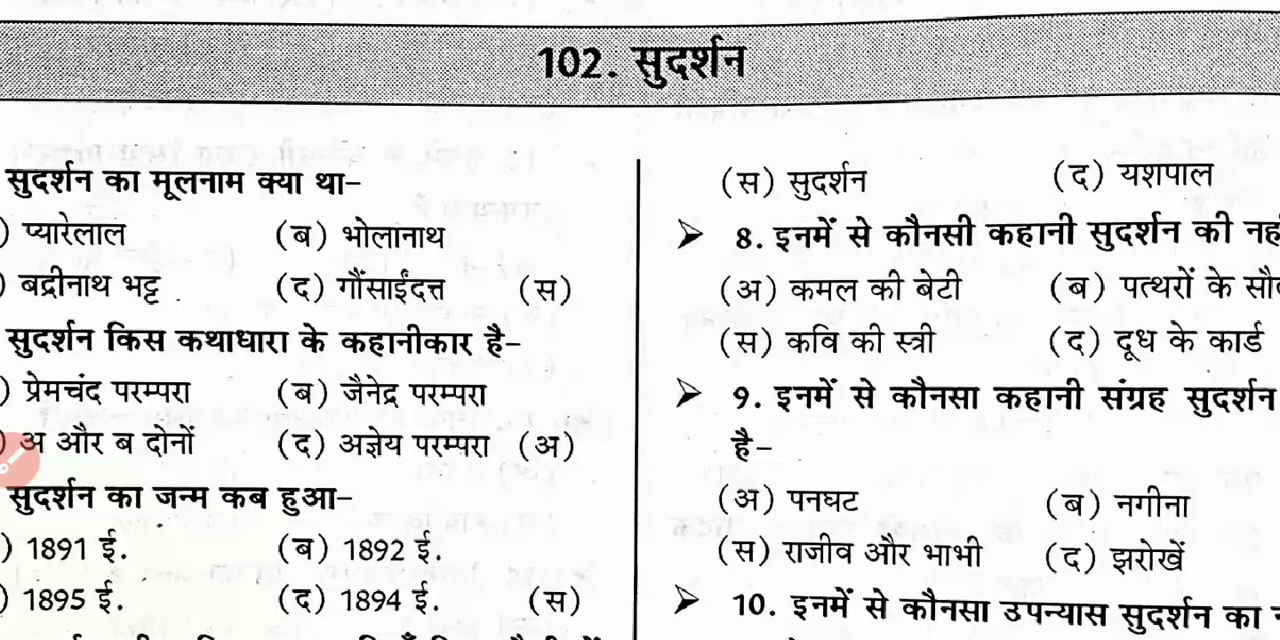 102. सुदर्शन
सुदर्शन का मूलनाम क्या था-
) प्यारेलाल (ब) भोलानाथ
) बद्रीनाथ भट्ट (द) गौंसाईंदत्त (स)
सुदर्शन किस कथाधारा के कहानीकार है-
) प्रेमचंद परम्परा (ब) जैनेद्र परम्परा
) अ और ब दोनों (द) अज्ञेय परम्परा (अ)
सुदर्शन का जन्म कब हुआ-
) 1891 ई. (ब) 1892 ई.
) 1895 ई. (द) 1894 ई. (स)
(स) सुदर्शन (द) यशपाल
8. इनमें से कौनसी कहानी सुदर्शन की
(अ) कमल की बेटी (ब) पत्थरों के
(स) कवि की स्त्री (द) दूध के कार्ड
9. इनमें से कौनसा कहानी संग्रह सुदर्शन
है-
(अ) पनघट (ब) नगीना
(स) राजीव और भाभी (द) झरोखें
10. इनमें से कौनसा उपन्यास सुदर्शन का